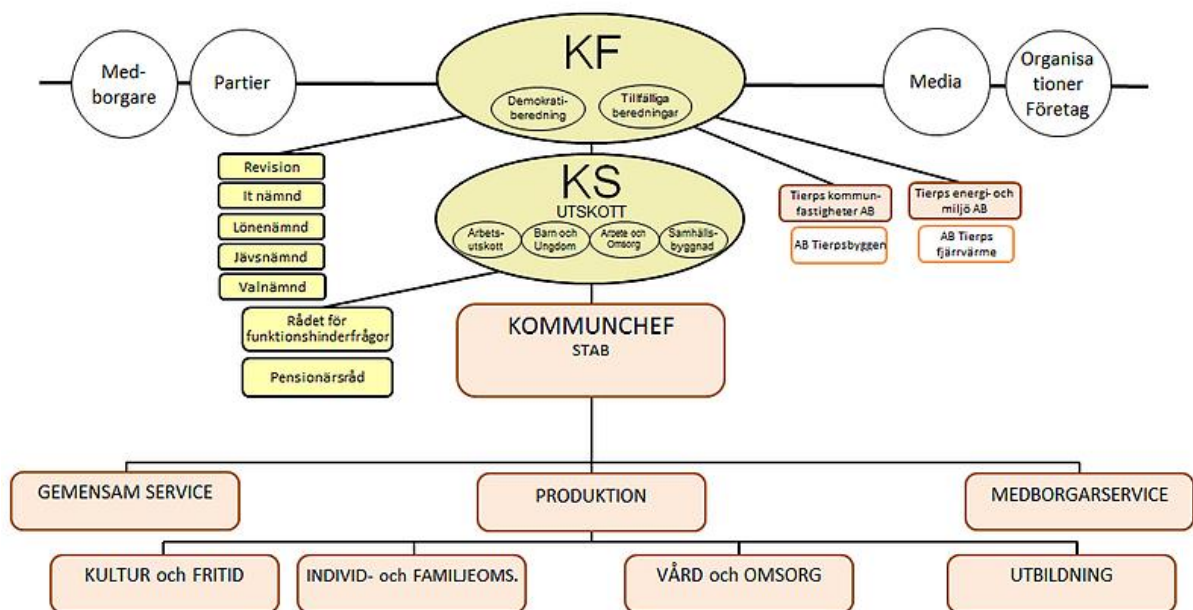 KF
Med-
borgare
Partier
Media
Organisa
tioner
Företag
Demokrati-
beredning
Tillfälliga
beredningar
Revision
It nämnd
Lönenämnd
Jävsnämnd
Valnämnd
KS
UTSKOTT
Arbets-
utskott
Barn och
Ungdom
Arbete och
Omsorg
Samhälls-
byggnad
Tierps kommun-
fastigheter AB
AB Tierpsbyggen
Tierps energi- och
miljö AB
AB Tierps
fjärrvärme
Rådet för
funktionshinderfrågor
Pensionärsråd
KOMMUNCHEF
STAB
GEMENSAM SERVICE
PRODUKTION
MEDBORGARSERVICE
KULTUR och FRITID
INDIVID- och FAMILJEOMS.
VÅRD och OMSORG
UTBILDNING